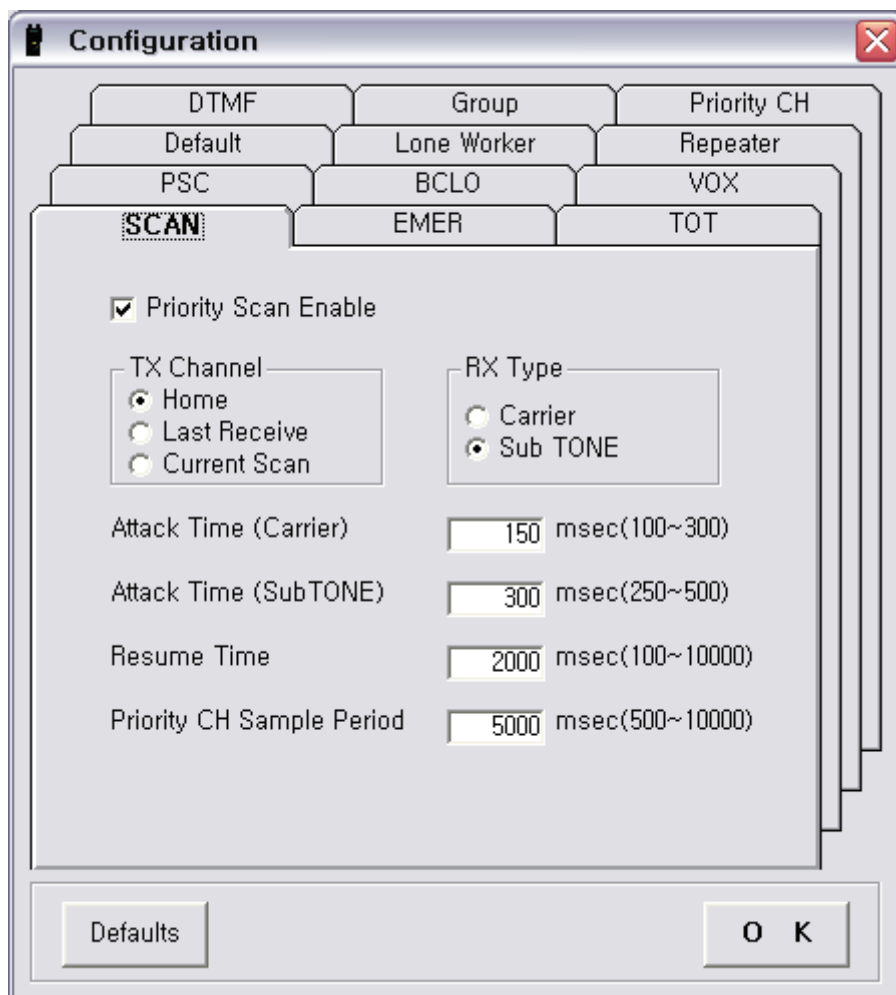 Configuration
DTMF Group Priority CH
Default Lone Worker Repeater
PSC BCLO VOX
SCAN EMER TOT
Priority Scan Enable
TX Channel
Home
Last Receive
Current Scan
RX Type
Carrier
Sub TONE
Attack Time (Carrier) 150 msec(100~300)
Attack Time (SubTONE) 300 msec(250~500)
Resume Time 2000 msec(100~10000)
Priority CH Sample Period 5000 msec(500~10000)
Defaults O K